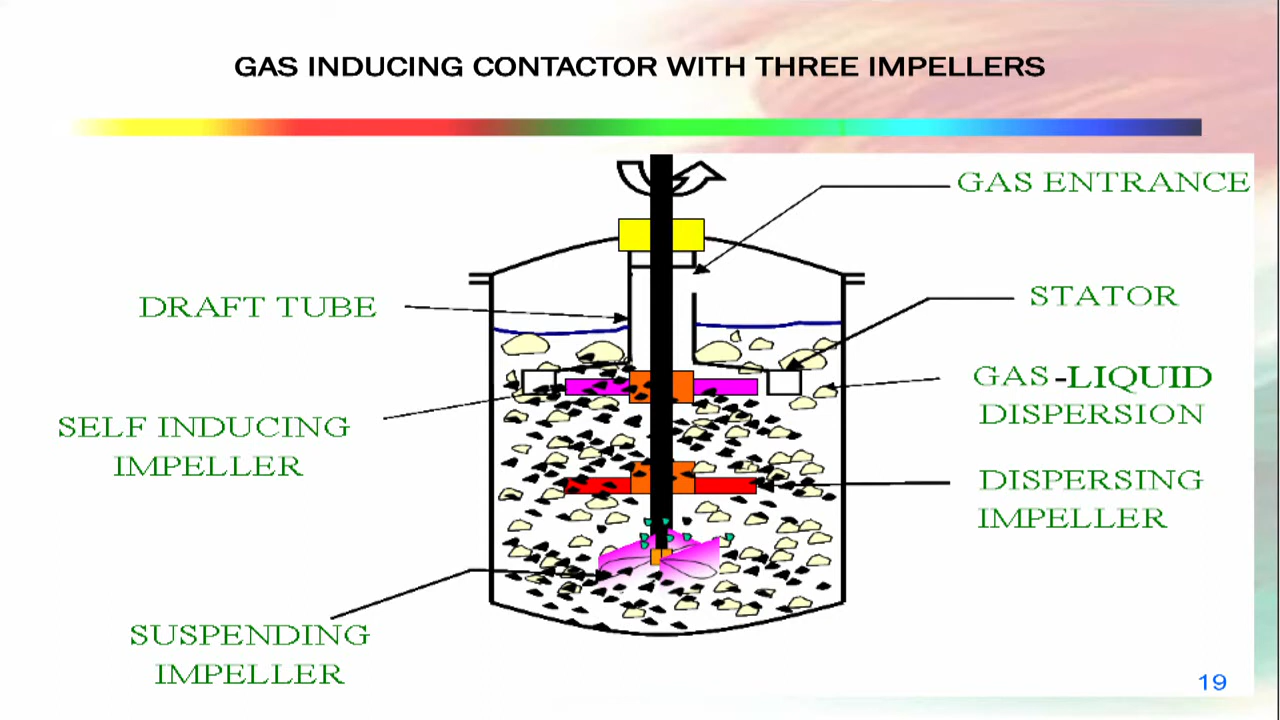 GAS INDUCING CONTACTOR WITH THREE IMPELLERS
GAS ENTRANCE
DRAFT TUBE
STATOR
GAS-LIQUID
DISPERSION
SELF INDUCING
IMPELLER
DISPERSING
IMPELLER
SUSPENDING
IMPELLER
19